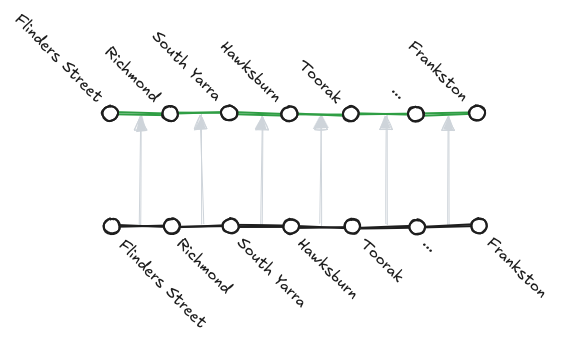 Flinders Street
Richmond
South Yarra
Hawksburn
Toorak
...
Frankston
Flinders Street
Richmond
South Yarra
Hawksburn
Toorak
...
Frankston